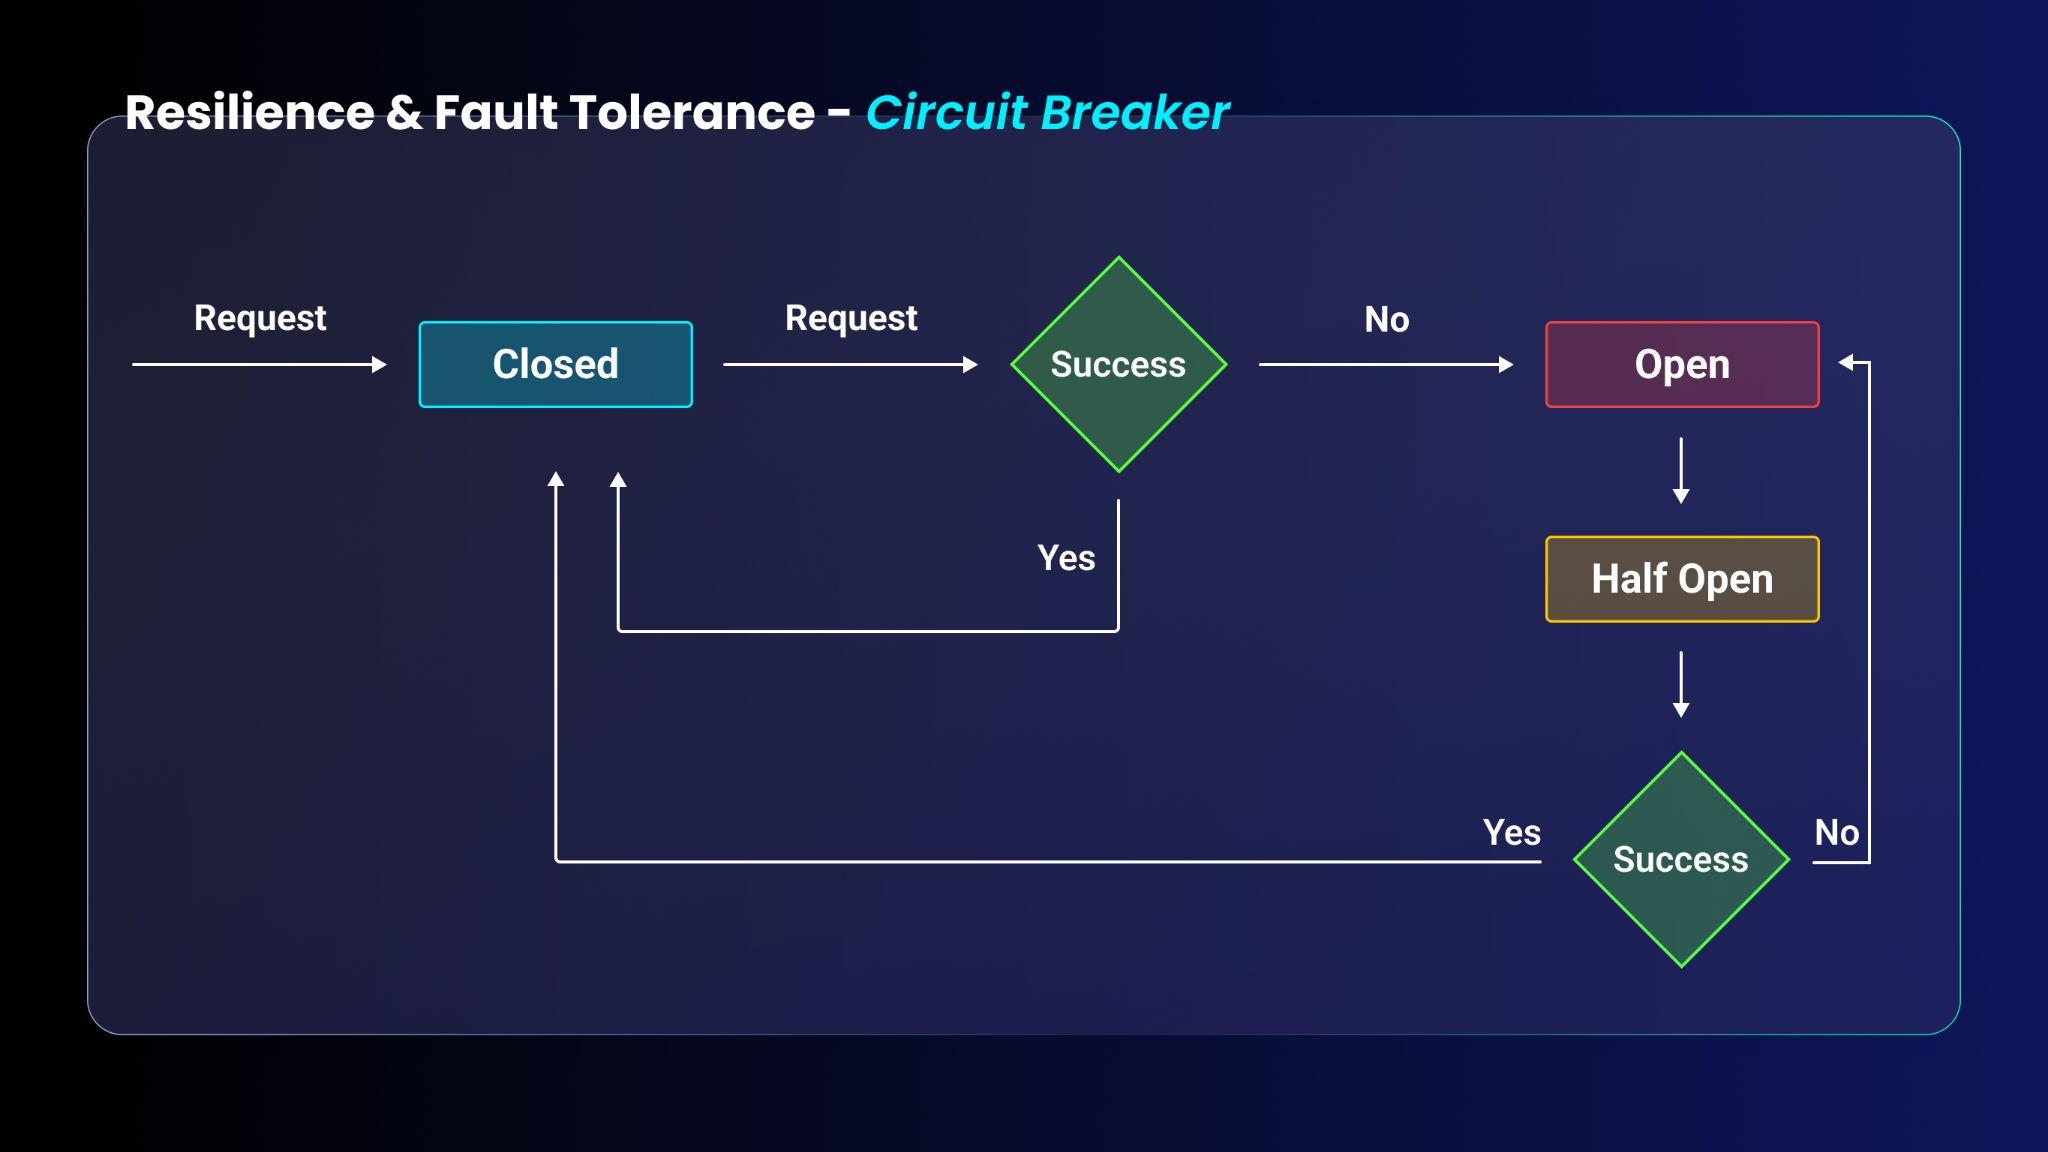 Resilience & Fault Tolerance - Circuit Breaker
Request
Closed
Request
Success
No
Open
Yes
Half Open
Yes
Success
No